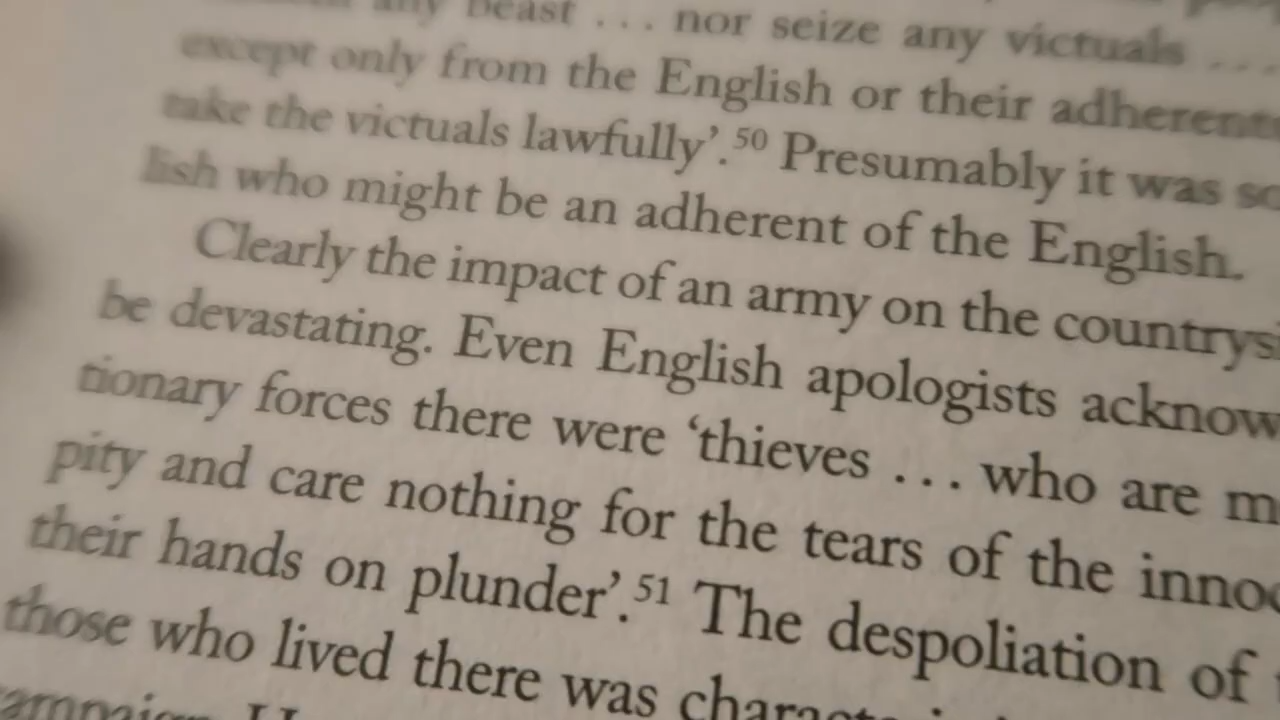 any beast ... nor seize any victuals ....
except only from the English or their adherents
take the victuals lawfully'.50 Presumably it was so
lish who might be an adherent of the English.
Clearly the impact of an army on the countrys
be devastating. Even English apologists acknow
tionary forces there were 'thieves ... who are m
pity and care nothing for the tears of the innoc
their hands on plunder'.51 The despoliation of
those who lived there was